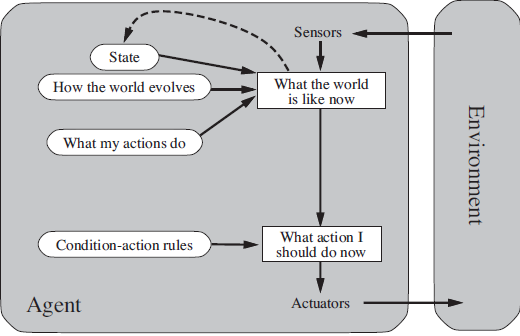 Sensors
State
How the world evolves
What the world
is like now
What my actions do
Environment
Condition-action rules
What action I
should do now
Agent
Actuators